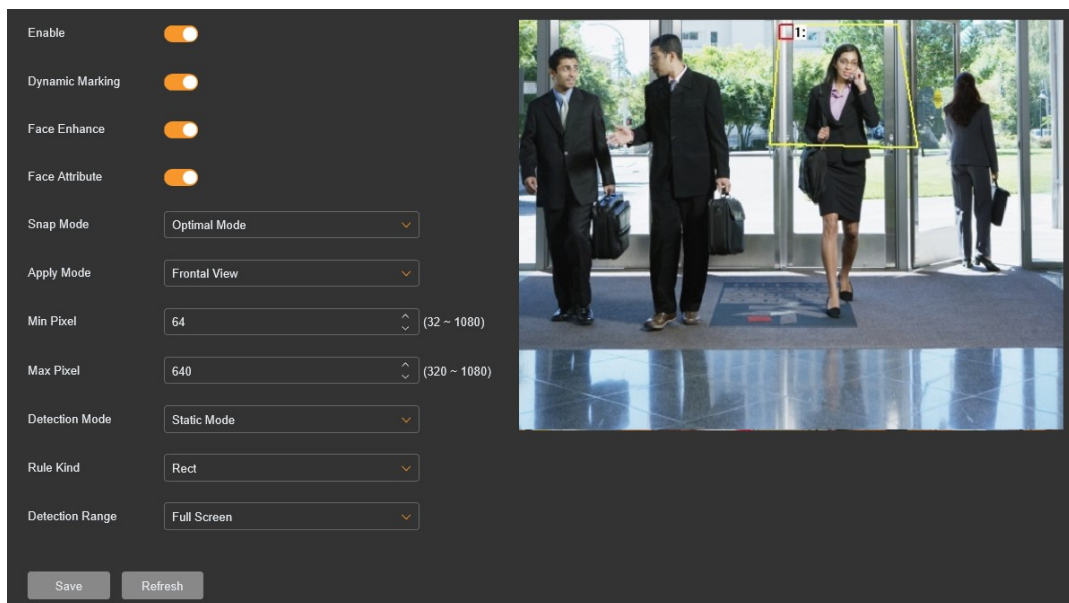 Enable
Dynamic Marking
Face Enhance
Face Attribute
Snap Mode Optimal Mode
Apply Mode Frontal View
Min Pixel 64 (32 ~ 1080)
Max Pixel 640 (320 ~ 1080)
Detection Mode Static Mode
Rule Kind Rect
Detection Range Full Screen
Save Refresh
1: